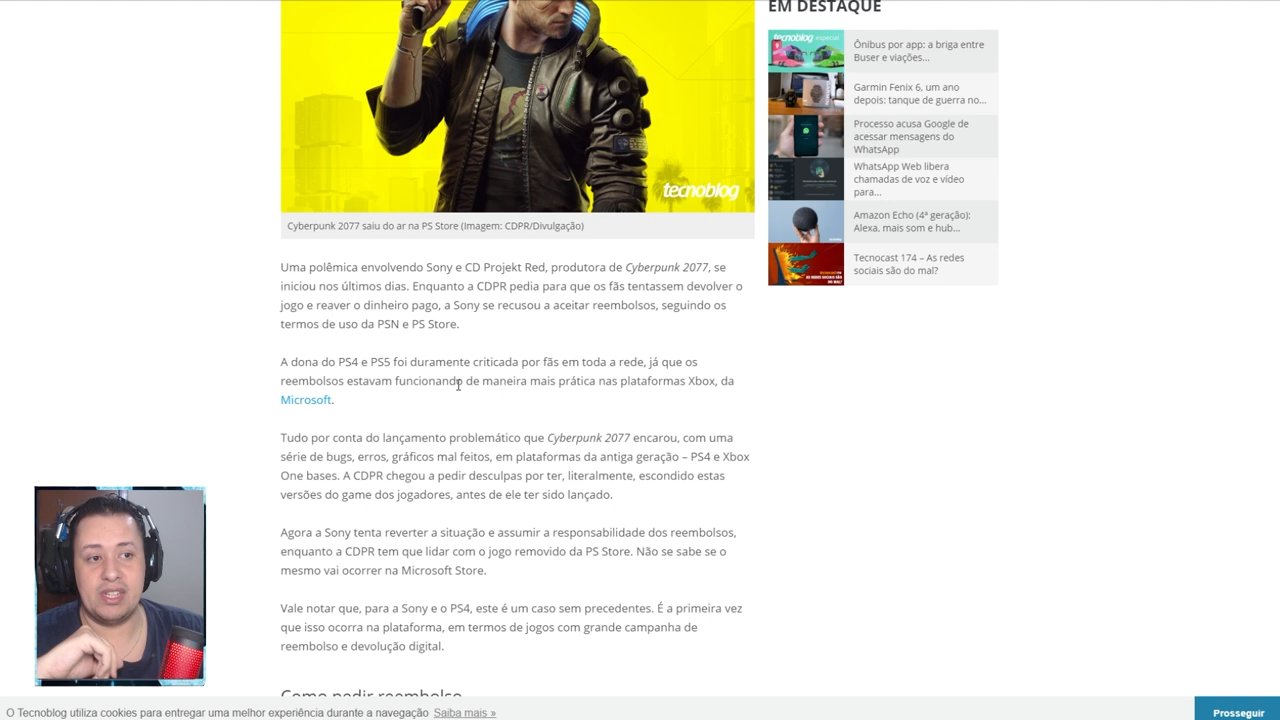 EM DESTAQUE
tecnoblog
Cyberpunk 2077 saiu do ar na PS Store (Imagem: CDPR/Divulgação)
Uma polêmica envolvendo Sony e CD Projekt Red, produtora de Cyberpunk 2077, se
iniciou nos últimos dias. Enquanto a CDPR pedia para que os fãs tentassem devolver o
jogo e reaver o dinheiro pago, a Sony se recusou a aceitar reembolsos, seguindo os
termos de uso da PSN e PS Store.
A dona do PS4 e PS5 foi duramente criticada por fãs em toda a rede, já que os
reembolsos estavam funcionando de maneira mais prática nas plataformas Xbox, da
Microsoft.
Tudo por conta do lançamento problemático que Cyberpunk 2077 encarou, com uma
série de bugs, erros, gráficos mal feitos, em plataformas da antiga geração – PS4 e Xbox
One bases. A CDPR chegou a pedir desculpas por ter, literalmente, escondido estas
versões do game dos jogadores, antes de ele ter sido lançado.
Agora a Sony tenta reverter a situação e assumir a responsabilidade dos reembolsos,
enquanto a CDPR tem que lidar com o jogo removido da PS Store. Não se sabe se o
mesmo vai ocorrer na Microsoft Store.
Vale notar que, para a Sony e o PS4, este é um caso sem precedentes. É a primeira vez
que isso ocorra na plataforma, em termos de jogos com grande campanha de
reembolso e devolução digital.
Como pedir reembolso
tecnoblog especial
Ônibus por app: a briga entre
Buser e viações...
Garmin Fenix 6, um ano
depois: tanque de guerra no...
Processo acusa Google de
acessar mensagens do
WhatsApp
WhatsApp Web libera
chamadas de voz e vídeo
para...
Amazon Echo (4ª geração):
Alexa, mais som e hub...
Tecnocast 174 – As redes
sociais são do mal?
O Tecnoblog utiliza cookies para entregar uma melhor experiência durante a navegação Saiba mais »
Prosseguir